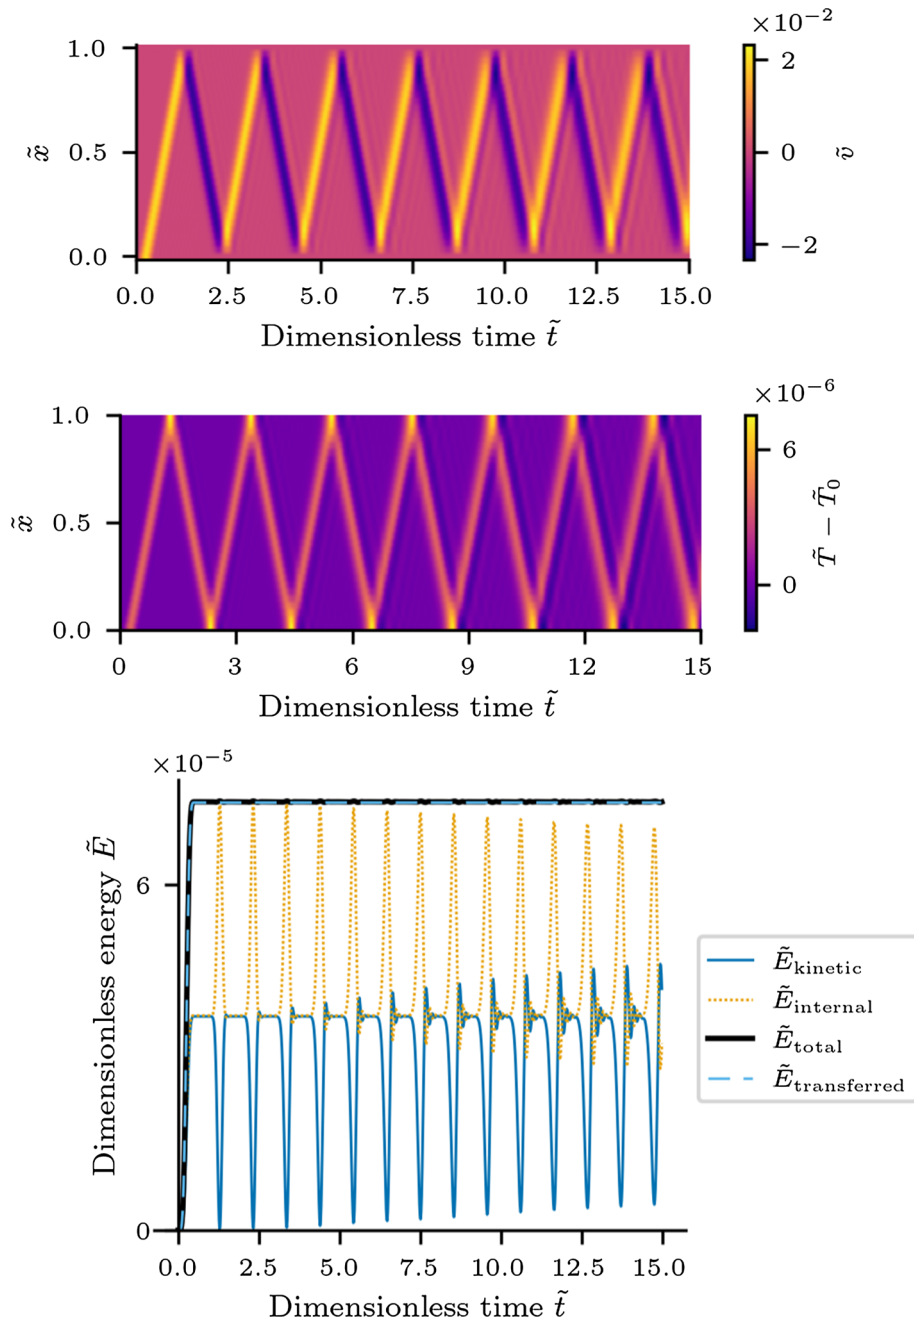 ×10⁻²
1.0
0.5
0.0
x̃
2
0
−2
ṽ
0.0 2.5 5.0 7.5 10.0 12.5 15.0
Dimensionless time t̃
×10⁻⁶
1.0
0.5
0.0
x̃
6
0
T̃ − T̃₀
0 3 6 9 12 15
Dimensionless time t̃
×10⁻⁵
6
0
Dimensionless energy Ẽ
Ẽkinetic
Ẽinternal
Ẽtotal
Ẽtransferred
0.0 2.5 5.0 7.5 10.0 12.5 15.0
Dimensionless time t̃